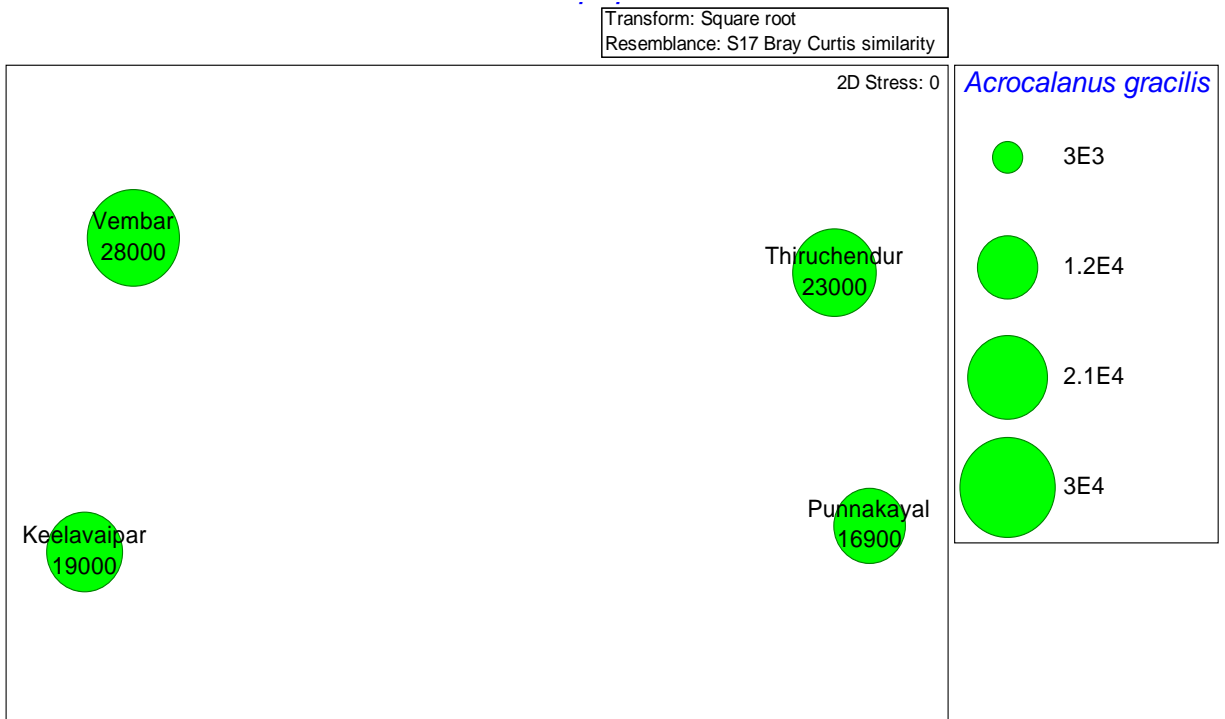 Transform: Square root
Resemblance: S17 Bray Curtis similarity
2D Stress: 0
Acrocalanus gracilis
3E3
1.2E4
2.1E4
3E4
Vembar
28000
Thiruchendur
23000
Punnakayal
16900
Keelavaipar
19000